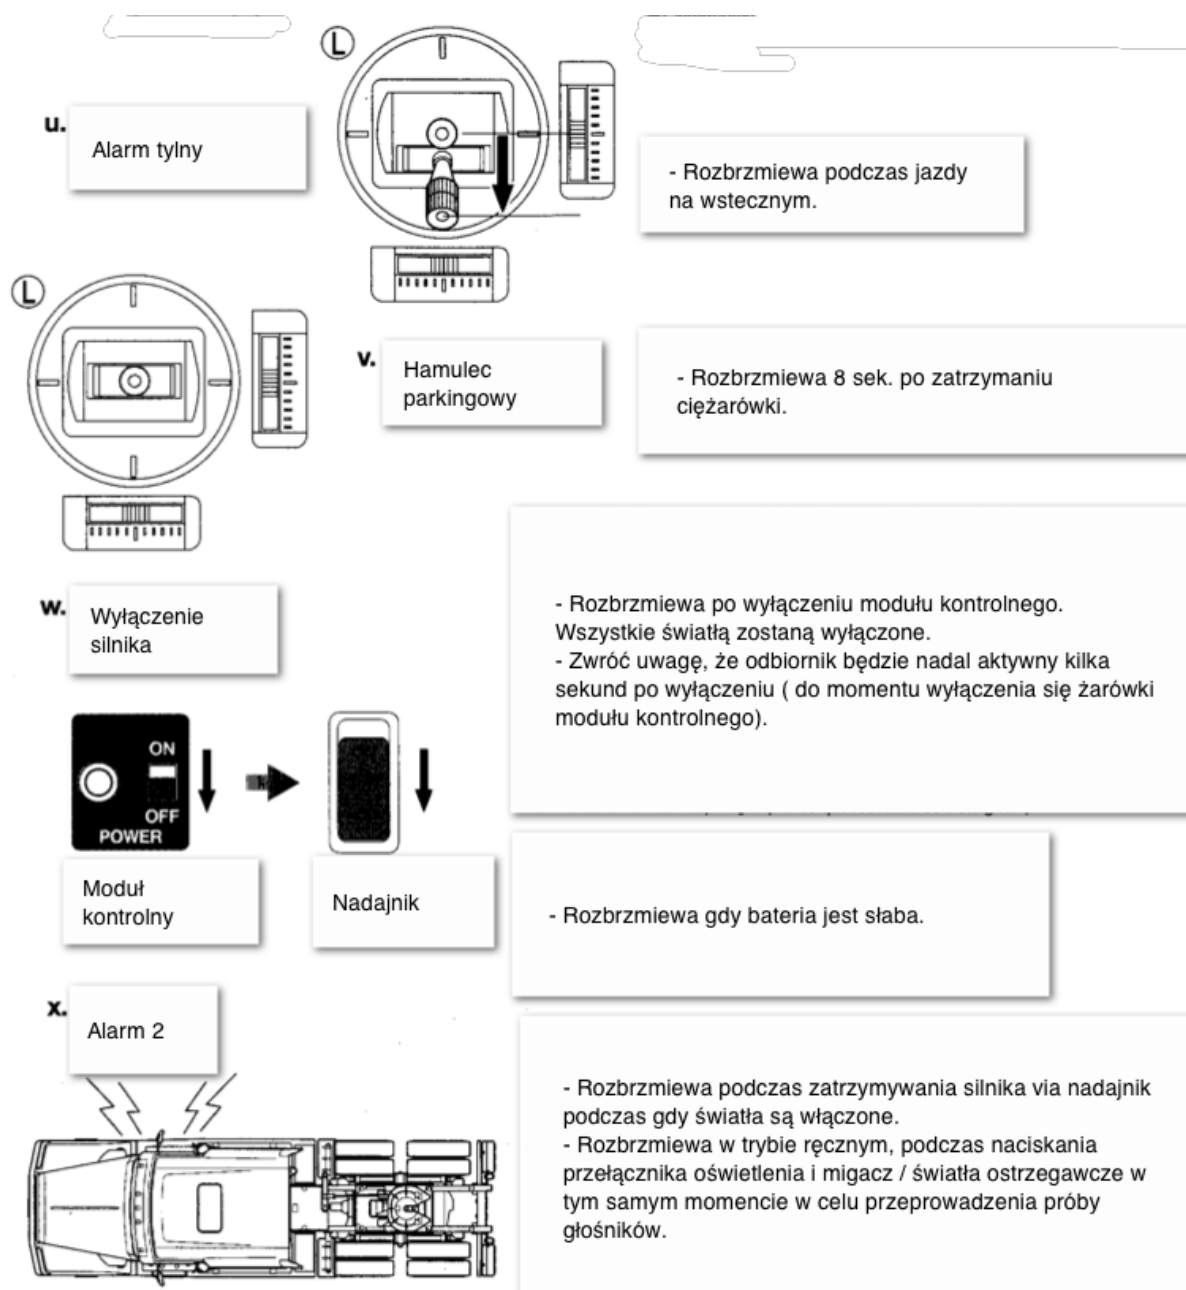 L
u.
Alarm tylny
- Rozbrzmiewa podczas jazdy
na wstecznym.
L
v.
Hamulec
parkingowy
- Rozbrzmiewa 8 sek. po zatrzymaniu
ciężarówki.
w.
Wyłączenie
silnika
- Rozbrzmiewa po wyłączeniu modułu kontrolnego.
Wszystkie światłą zostaną wyłączone.
- Zwróć uwagę, że odbiornik będzie nadal aktywny kilka
sekund po wyłączeniu ( do momentu wyłączenia się żarówki
modułu kontrolnego).
ON
OFF
POWER
Moduł
kontrolny
Nadajnik
- Rozbrzmiewa gdy bateria jest słaba.
x.
Alarm 2
- Rozbrzmiewa podczas zatrzymywania silnika via nadajnik
podczas gdy światła są włączone.
- Rozbrzmiewa w trybie ręcznym, podczas naciskania
przełącznika oświetlenia i migacz / światła ostrzegawcze w
tym samym momencie w celu przeprowadzenia próby
głośników.